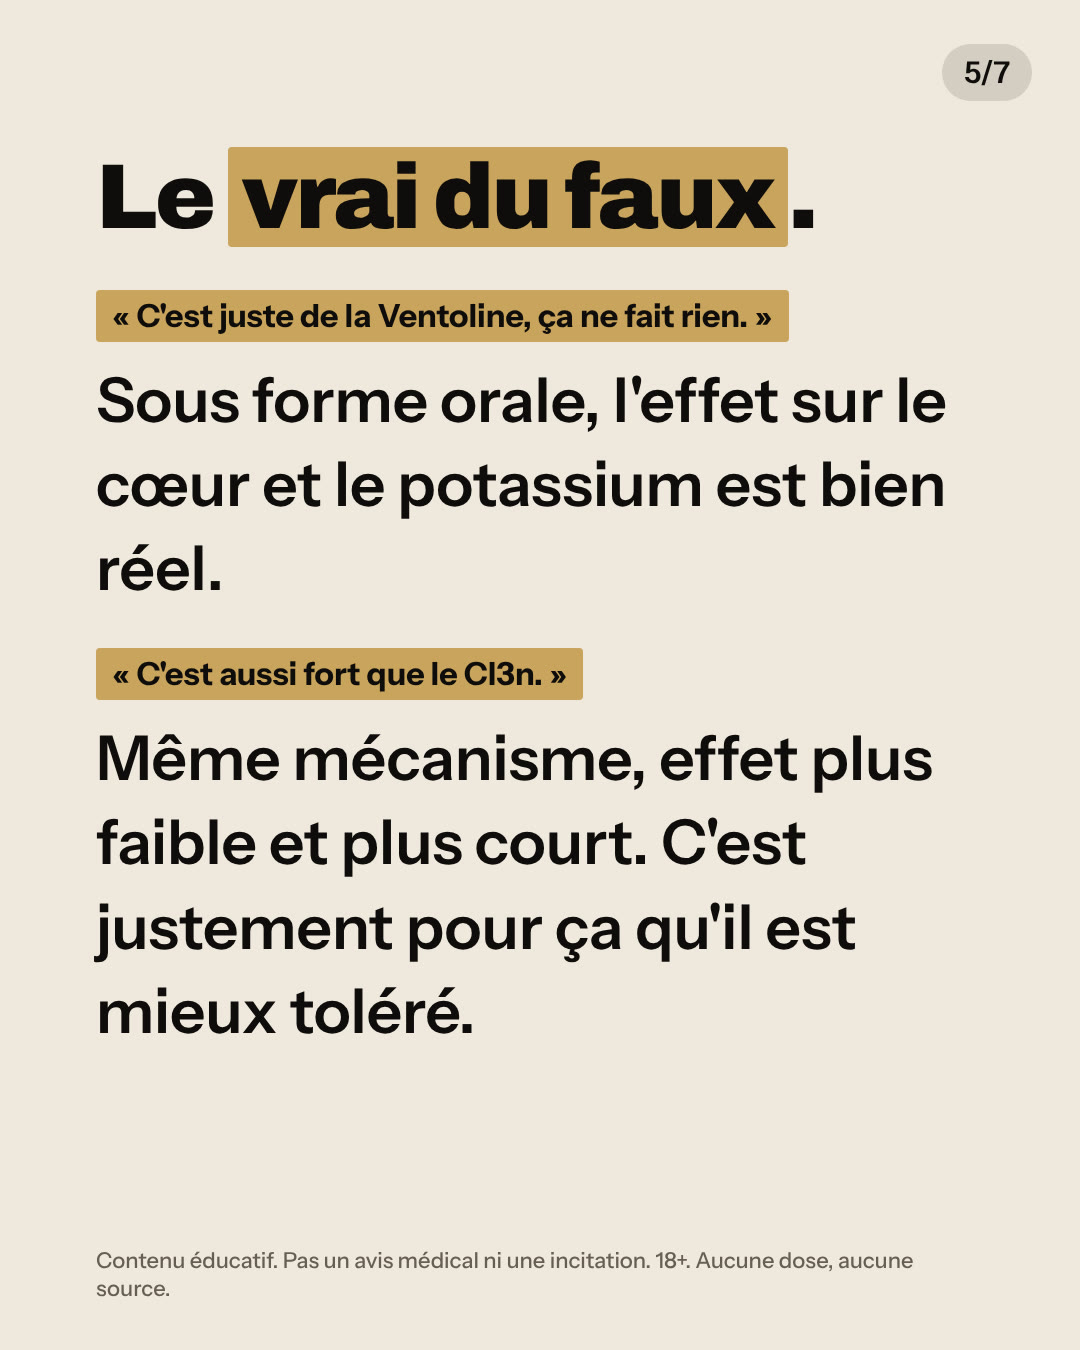 5/7
Le vrai du faux.
« C'est juste de la Ventoline, ça ne fait rien. »
Sous forme orale, l'effet sur le
cœur et le potassium est bien
réel.
« C'est aussi fort que le Cl3n. »
Même mécanisme, effet plus
faible et plus court. C'est
justement pour ça qu'il est
mieux toléré.
Contenu éducatif. Pas un avis médical ni une incitation. 18+. Aucune dose, aucune
source.